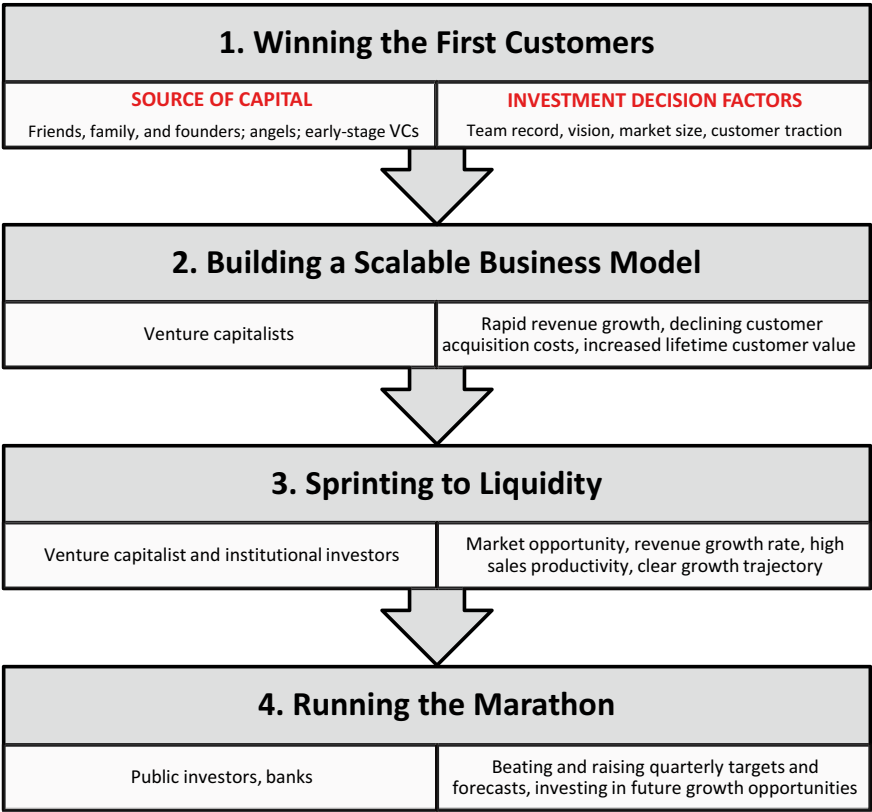 1. Winning the First Customers
SOURCE OF CAPITAL
Friends, family, and founders; angels; early-stage VCs
INVESTMENT DECISION FACTORS
Team record, vision, market size, customer traction
2. Building a Scalable Business Model
Venture capitalists
Rapid revenue growth, declining customer
acquisition costs, increased lifetime customer value
3. Sprinting to Liquidity
Venture capitalist and institutional investors
Market opportunity, revenue growth rate, high
sales productivity, clear growth trajectory
4. Running the Marathon
Public investors, banks
Beating and raising quarterly targets and
forecasts, investing in future growth opportunities